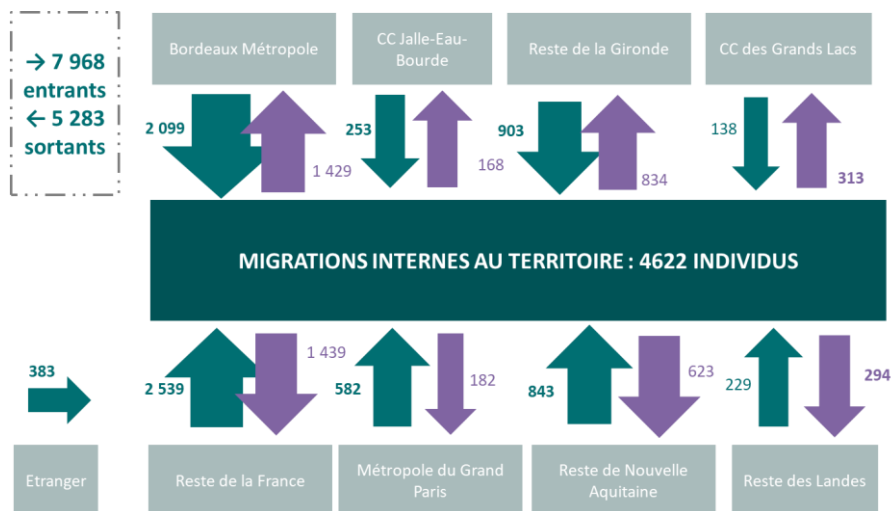 → 7 968
entrants
← 5 283
sortants
Bordeaux Métropole
CC Jalle-Eau-
Bourde
Reste de la Gironde
CC des Grands Lacs
2 099
1 429
253
168
903
834
138
313
MIGRATIONS INTERNES AU TERRITOIRE : 4622 INDIVIDUS
383
2 539
1 439
582
182
843
623
229
294
Etranger
Reste de la France
Métropole du Grand
Paris
Reste de Nouvelle
Aquitaine
Reste des Landes